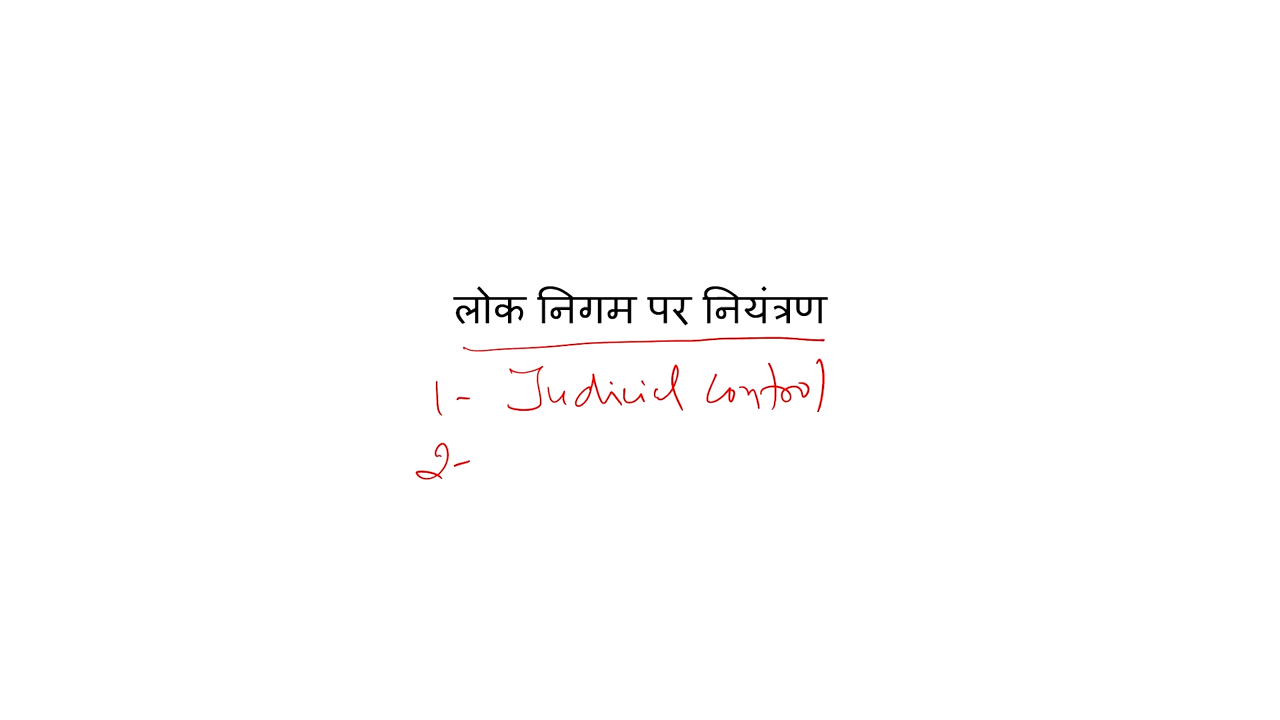 लोक निगम पर नियंत्रण
1- Judicial control
2-